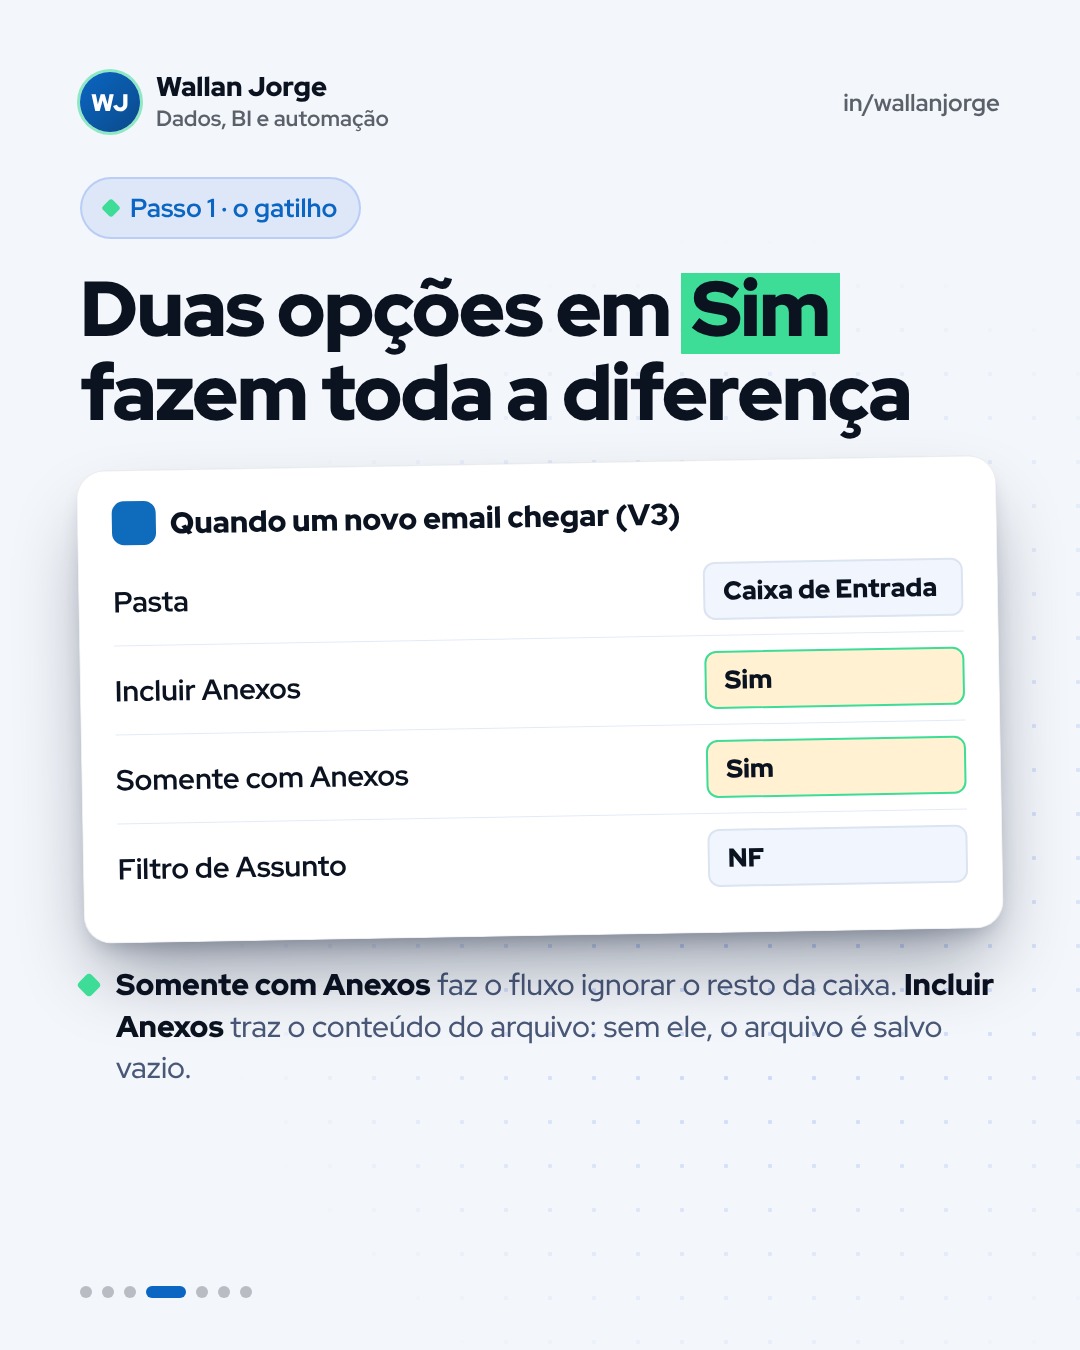 WJ
Wallan Jorge
Dados, BI e automação
in/wallanjorge
Passo 1 · o gatilho
Duas opções em Sim
fazem toda a diferença
Quando um novo email chegar (V3)
Pasta
Caixa de Entrada
Incluir Anexos
Sim
Somente com Anexos
Sim
Filtro de Assunto
NF
Somente com Anexos faz o fluxo ignorar o resto da caixa. Incluir
Anexos traz o conteúdo do arquivo: sem ele, o arquivo é salvo
vazio.